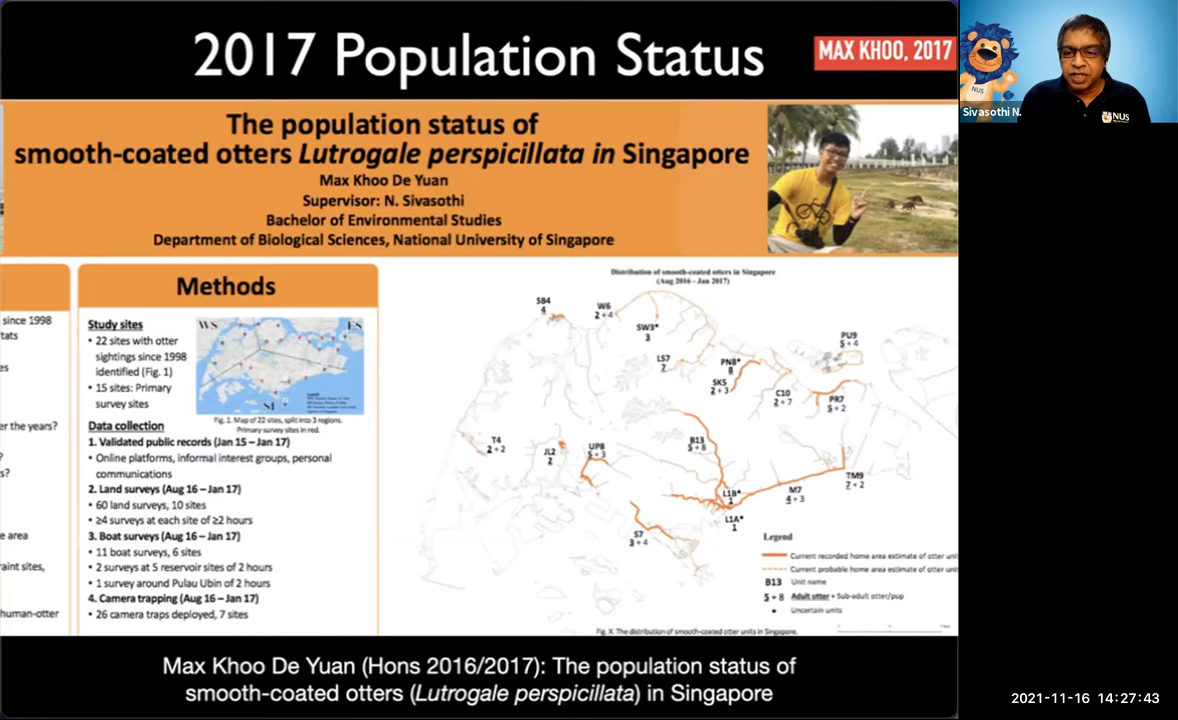 2017 Population Status
MAX KHOO, 2017
Sivasothi N.
NUS
NUS
The population status of
smooth-coated otters Lutrogale perspicillata in Singapore
Max Khoo De Yuan
Supervisor: N. Sivasothi
Bachelor of Environmental Studies
Department of Biological Sciences, National University of Singapore
since 1998
tats
es
er the years?
?
s?
e area
raint sites,
human-otter
Methods
Study sites
• 22 sites with otter
sightings since 1998
identified (Fig. 1)
• 15 sites: Primary
survey sites
WS
ES
SI
Fig. 1. Map of 22 sites, split into 3 regions.
Primary survey sites in red.
Data collection
1. Validated public records (Jan 15 – Jan 17)
• Online platforms, informal interest groups, personal
communications
2. Land surveys (Aug 16 – Jan 17)
• 60 land surveys, 10 sites
• ≥4 surveys at each site of ≥2 hours
3. Boat surveys (Aug 16 – Jan 17)
• 11 boat surveys, 6 sites
• 2 surveys at 5 reservoir sites of 2 hours
• 1 survey around Pulau Ubin of 2 hours
4. Camera trapping (Aug 16 – Jan 17)
• 26 camera traps deployed, 7 sites
Distribution of smooth-coated otters in Singapore
(Aug 2016 - Jan 2017)
SB4
4
W6
2 + 4
SW3*
3
LS7
7
PN8*
8
SK5
2 + 3
PU9
5 + 4
C10
2 + 7
PR7
5 + 2
T4
2 + 2
JL2
2
UP8
5 + 3
B13
5 + 8
L1B*
1
L1A*
1
M7
4 + 3
TM9
7 + 2
S7
3 + 4
Legend
Current recorded home area estimate of otter unit
Current probable home area estimate of otter unit
B13 Unit name
5 + 8 Adult otter + Sub-adult otter/pup
* Uncertain units
Fig. X. The distribution of smooth-coated otter units in Singapore.
Max Khoo De Yuan (Hons 2016/2017): The population status of
smooth-coated otters (Lutrogale perspicillata) in Singapore
2021-11-16 14:27:43